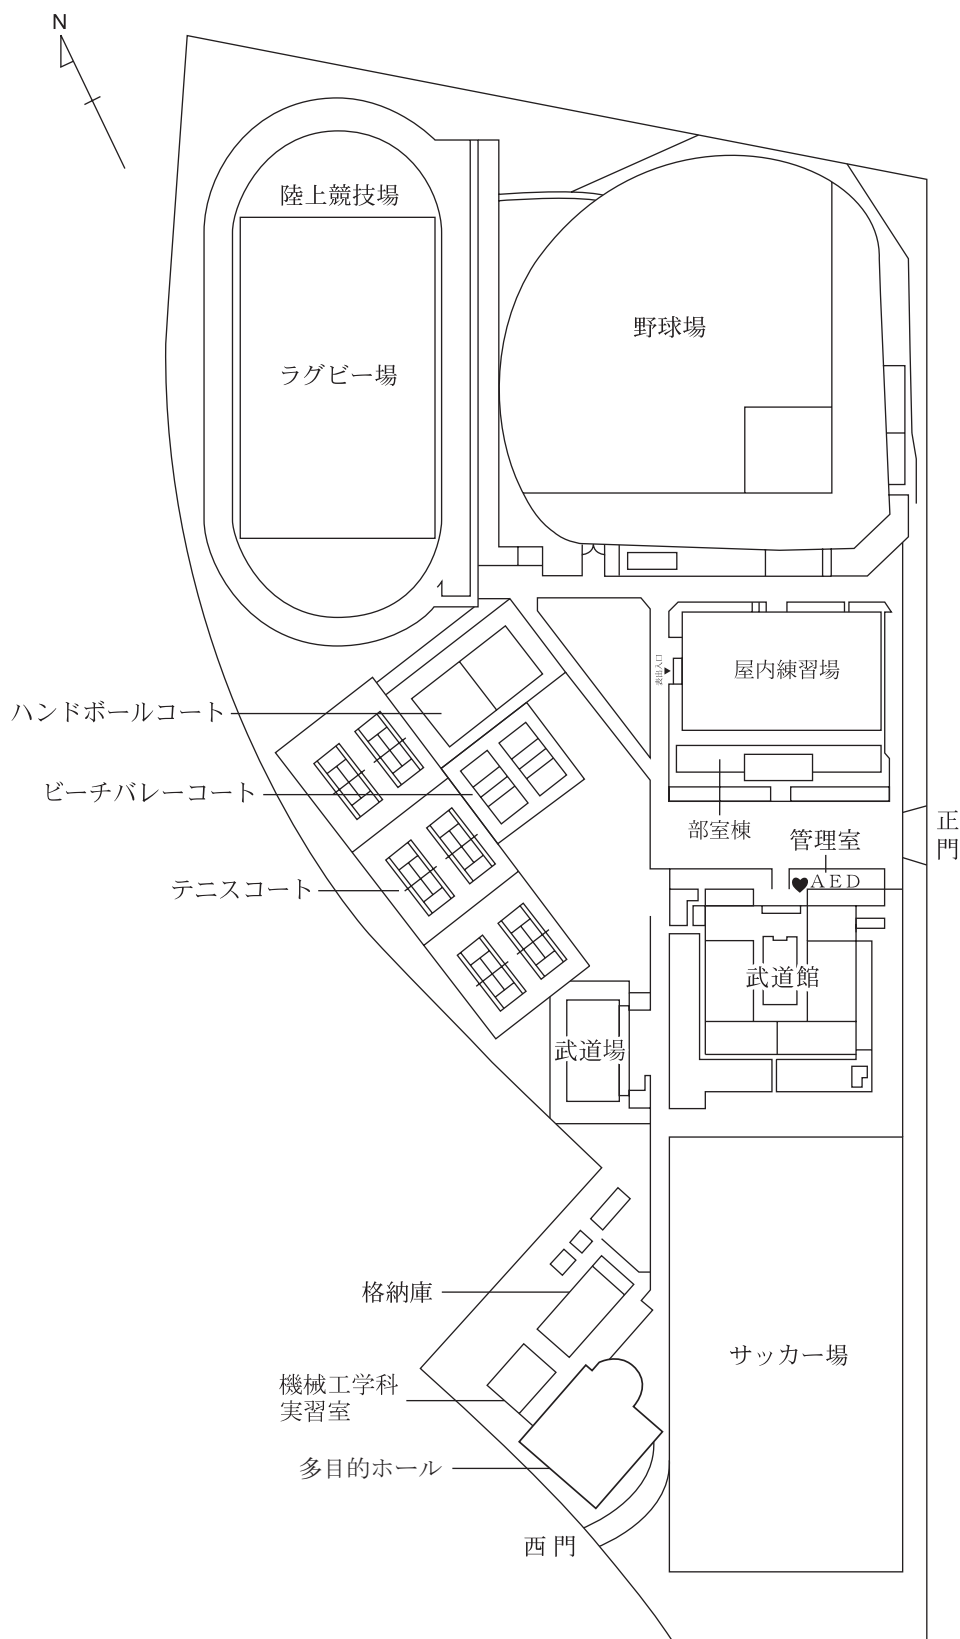 N
陸上競技場
野球場
ラグビー場
表出入口
屋内練習場
ハンドボールコート
ビーチバレーコート
部室棟
正門
管理室
AED
テニスコート
武道館
武道場
格納庫
サッカー場
機械工学科
実習室
多目的ホール
西門